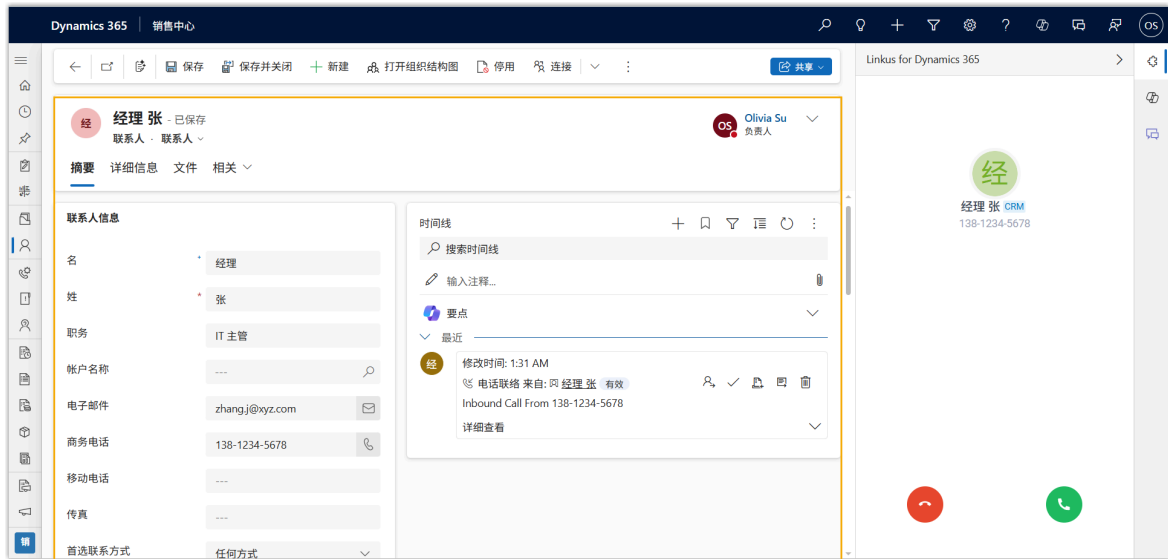 Dynamics 365 销售中心
OS
保存 保存并关闭 新建 打开组织结构图 停用 连接 共享
Linkus for Dynamics 365
经
经理 张 - 已保存
联系人 · 联系人
OS
Olivia Su
负责人
摘要 详细信息 文件 相关
联系人信息
名 * 经理
姓 * 张
职务 IT 主管
帐户名称 ---
电子邮件 zhang.j@xyz.com
商务电话 138-1234-5678
移动电话 ---
传真 ---
首选联系方式 任何方式
时间线
搜索时间线
输入注释...
要点
最近
经
修改时间: 1:31 AM
电话联络 来自: 经理 张 有效
Inbound Call From 138-1234-5678
详细查看
经
经理 张 CRM
138-1234-5678
销